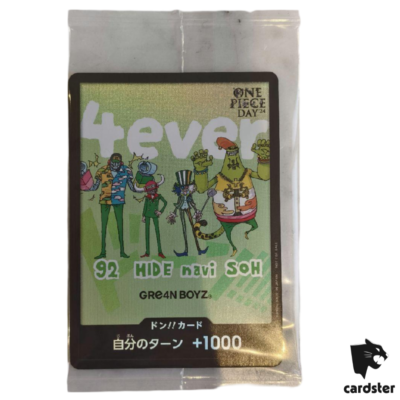 ONE
PIECE
DAY'24
4ever
92 HIDE navi SOH
GRe4N BOYZ
ドン!!カード
自分のターン +1000
cardster